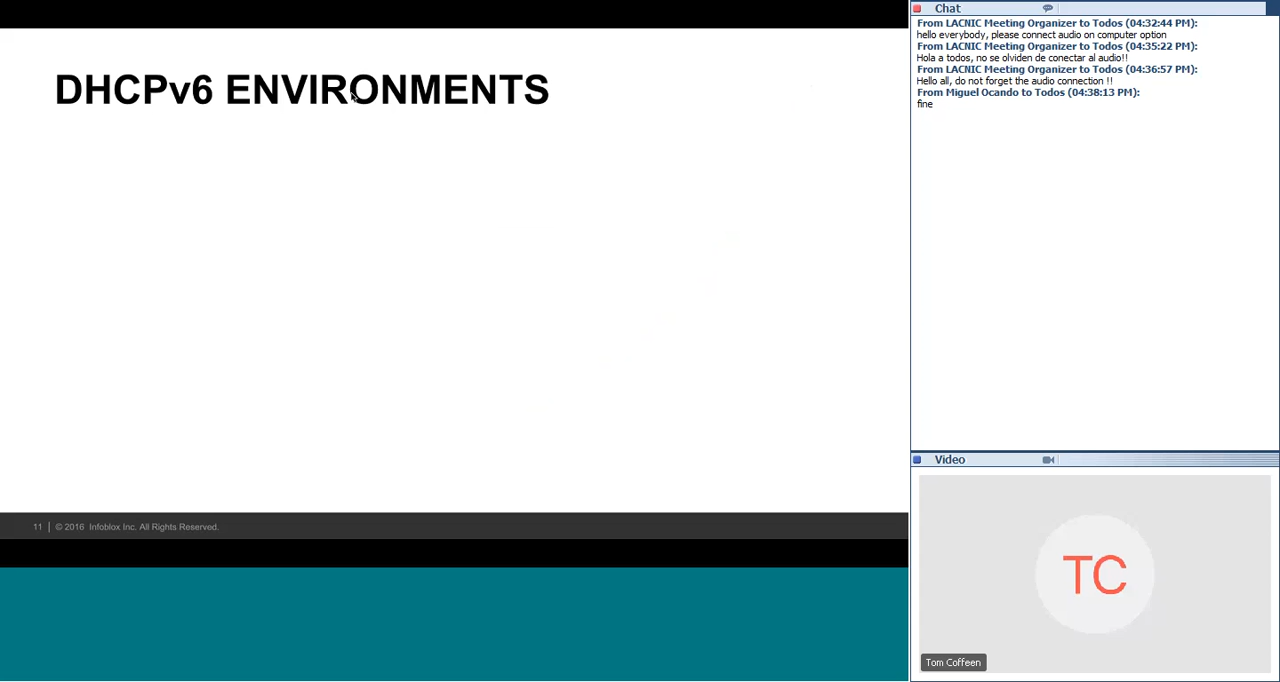 DHCPv6 ENVIRONMENTS
11 | © 2016 Infoblox Inc. All Rights Reserved.
Chat
From LACNIC Meeting Organizer to Todos (04:32:44 PM):
hello everybody, please connect audio on computer option
From LACNIC Meeting Organizer to Todos (04:35:22 PM):
Hola a todos, no se olviden de conectar al audio!!
From LACNIC Meeting Organizer to Todos (04:36:57 PM):
Hello all, do not forget the audio connection !!
From Miguel Ocando to Todos (04:38:13 PM):
fine
Video
TC
Tom Coffeen